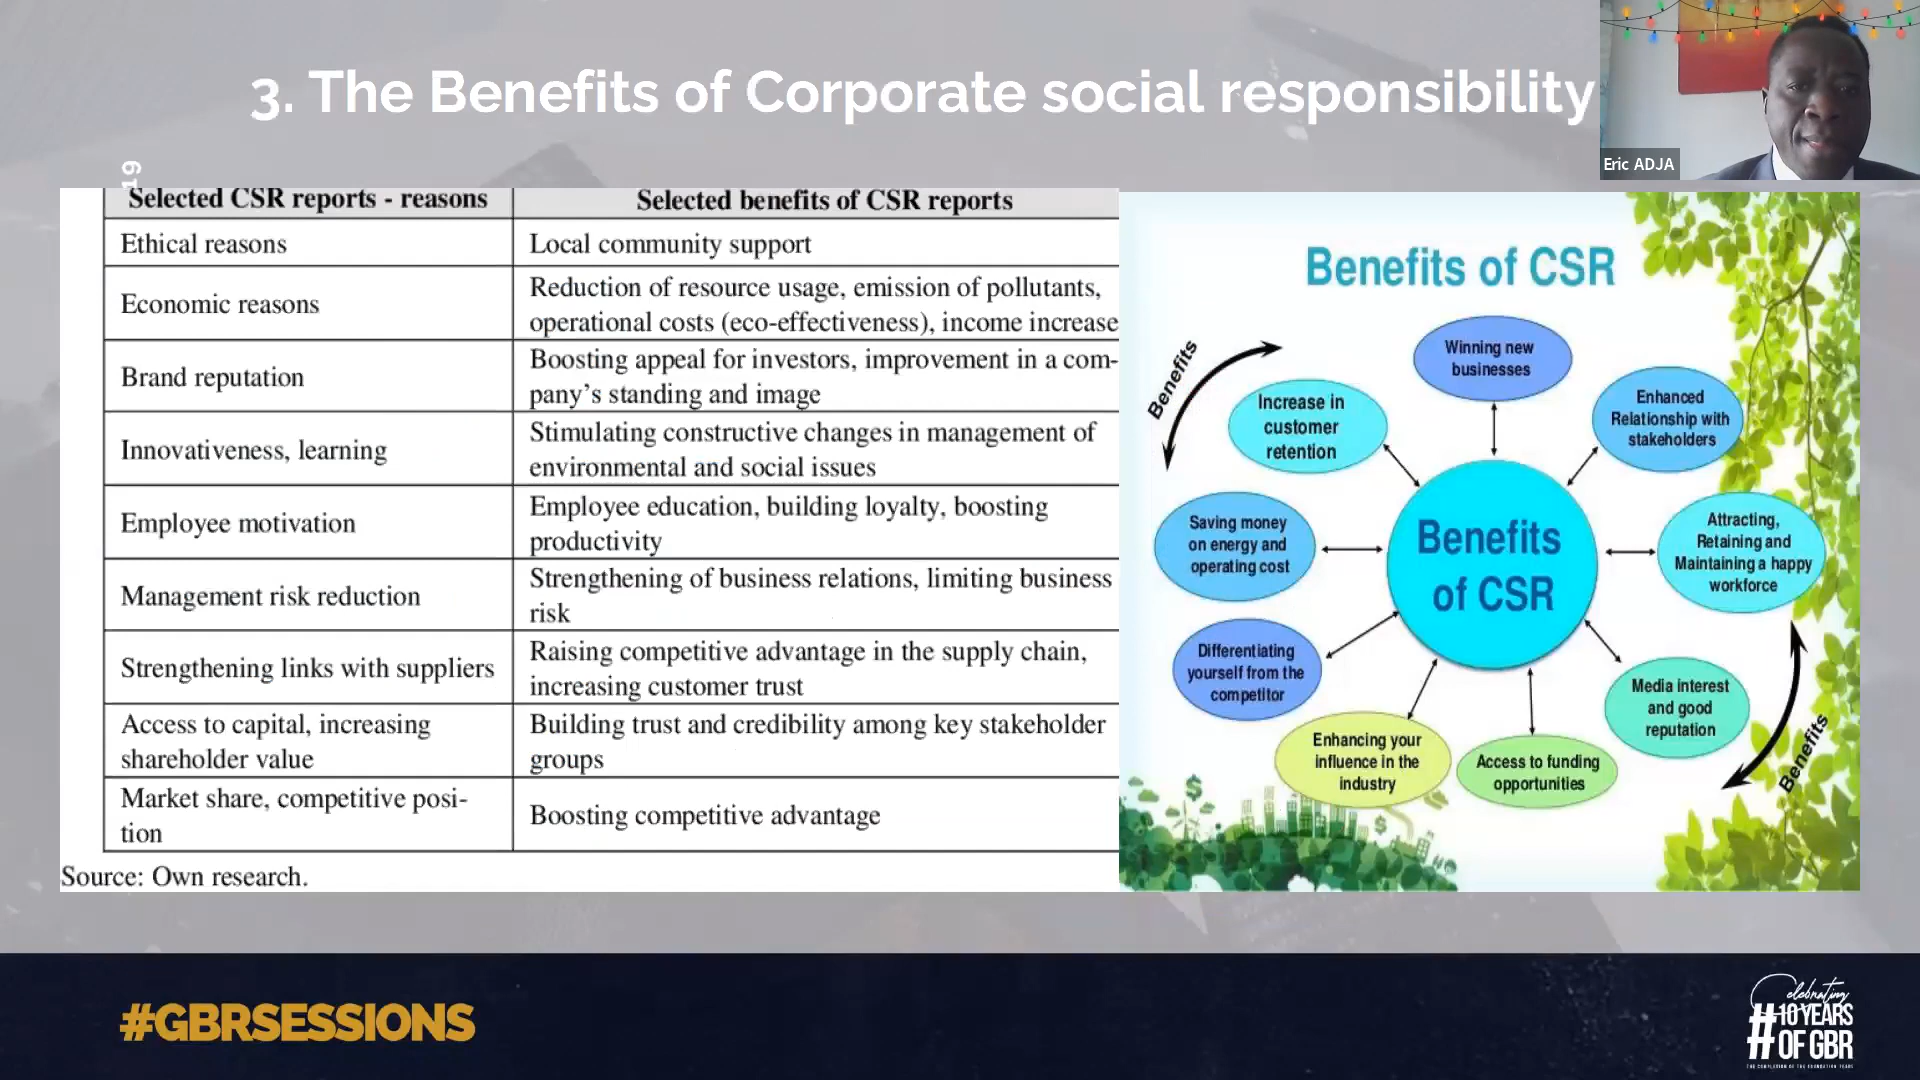 3. The Benefits of Corporate social responsibility
Eric ADJA
19
Selected CSR reports - reasons
Selected benefits of CSR reports
Ethical reasons
Local community support
Economic reasons
Reduction of resource usage, emission of pollutants,
operational costs (eco-effectiveness), income increase
Brand reputation
Boosting appeal for investors, improvement in a com-
pany’s standing and image
Innovativeness, learning
Stimulating constructive changes in management of
environmental and social issues
Employee motivation
Employee education, building loyalty, boosting
productivity
Management risk reduction
Strengthening of business relations, limiting business
risk
Strengthening links with suppliers
Raising competitive advantage in the supply chain,
increasing customer trust
Access to capital, increasing
shareholder value
Building trust and credibility among key stakeholder
groups
Market share, competitive posi-
tion
Boosting competitive advantage
Source: Own research.
Benefits of CSR
Benefits
Winning new
businesses
Enhanced
Relationship with
stakeholders
Attracting,
Retaining and
Maintaining a happy
workforce
Media interest
and good
reputation
Access to funding
opportunities
Enhancing your
influence in the
industry
Differentiating
yourself from the
competitor
Saving money
on energy and
operating cost
Increase in
customer
retention
Benefits
of CSR
Benefits
#GBRSESSIONS
Celebrating
#10 YEARS
OF GBR
THE COMPLETION OF THE FOUNDATION YEARS